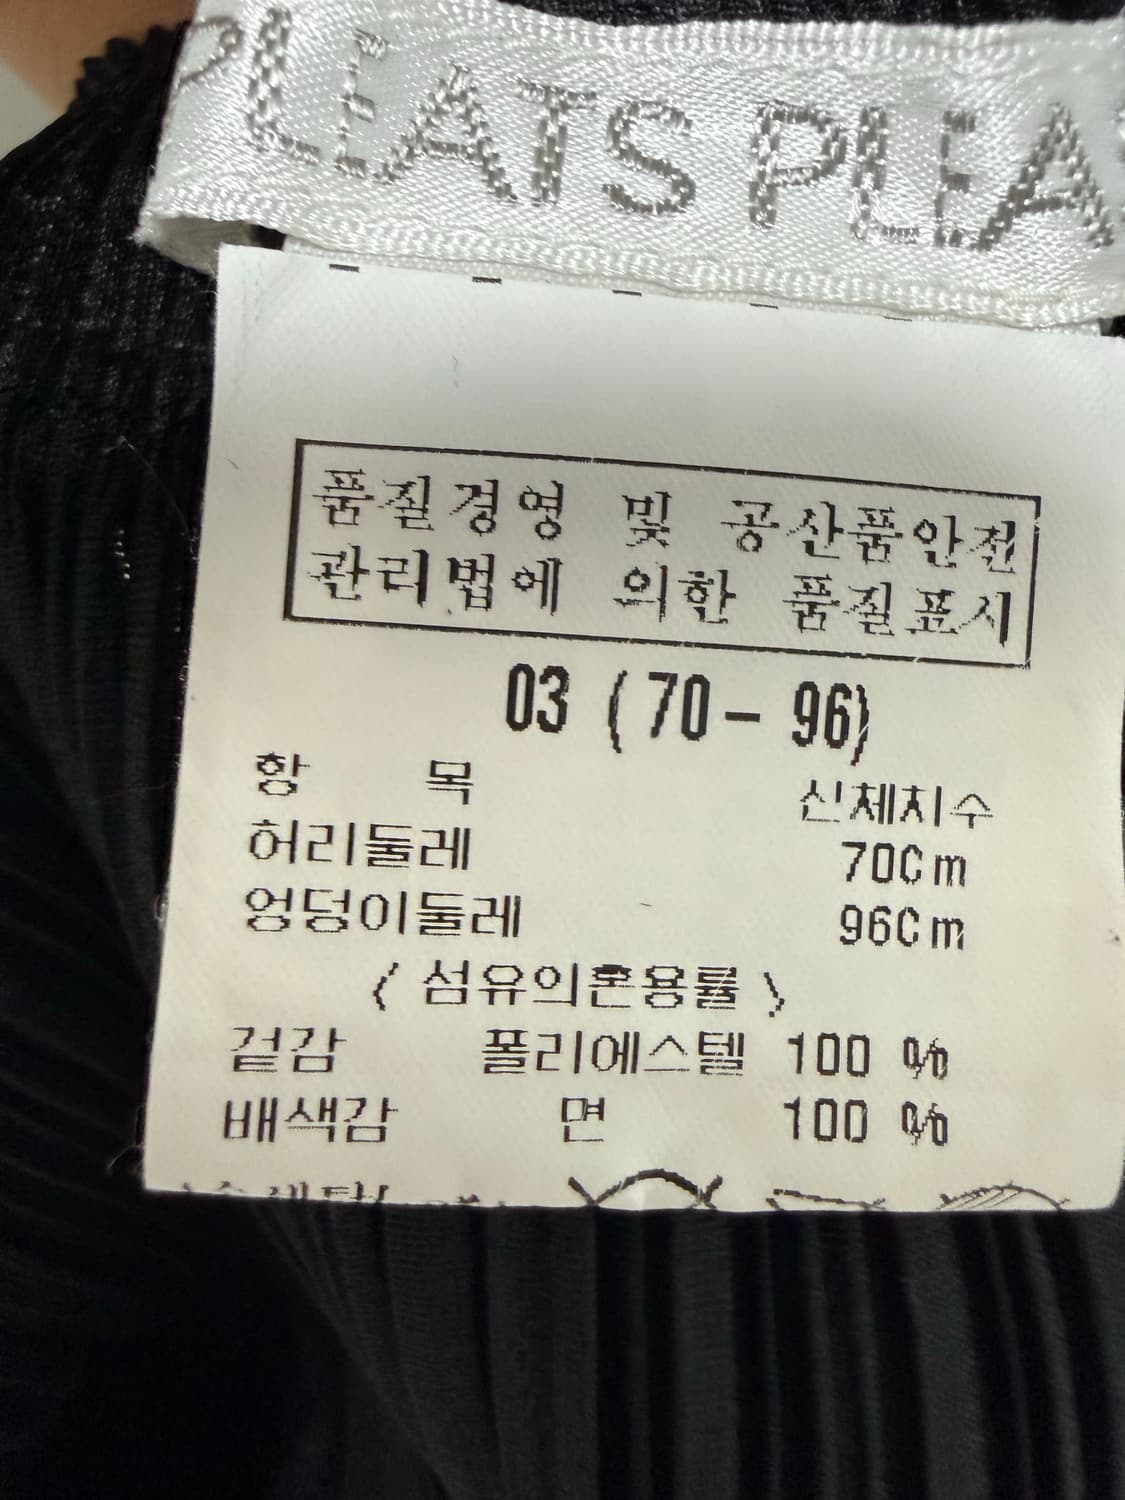 PLEATS PLEA
품질경영 및 공산품안전
관리법에 의한 품질표시
03 (70-96)
항 목 신체치수
허리둘레 70Cm
엉덩이둘레 96Cm
< 섬유의혼용률 >
겉감 폴리에스텔 100 %
배색감 면 100 %